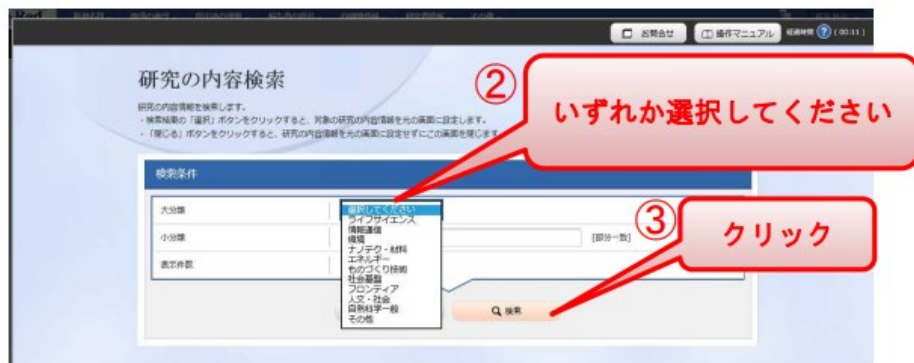 お問合せ
操作マニュアル
経過時間 ? ( 00:11 )
研究の内容検索
研究の内容情報を検索します。
・検索結果の「選択」ボタンをクリックすると、対象の研究の内容情報を元の画面に設定します。
・「閉じる」ボタンをクリックすると、研究の内容情報を元の画面に設定せずにこの画面を閉じます
②
いずれか選択してください
検索条件
大分類
選択してください
ライフサイエンス
情報通信
環境
ナノテク・材料
エネルギー
ものづくり技術
社会基盤
フロンティア
人文・社会
自然科学一般
その他
小分類
[部分一致]
表示件数
③
クリック
検索